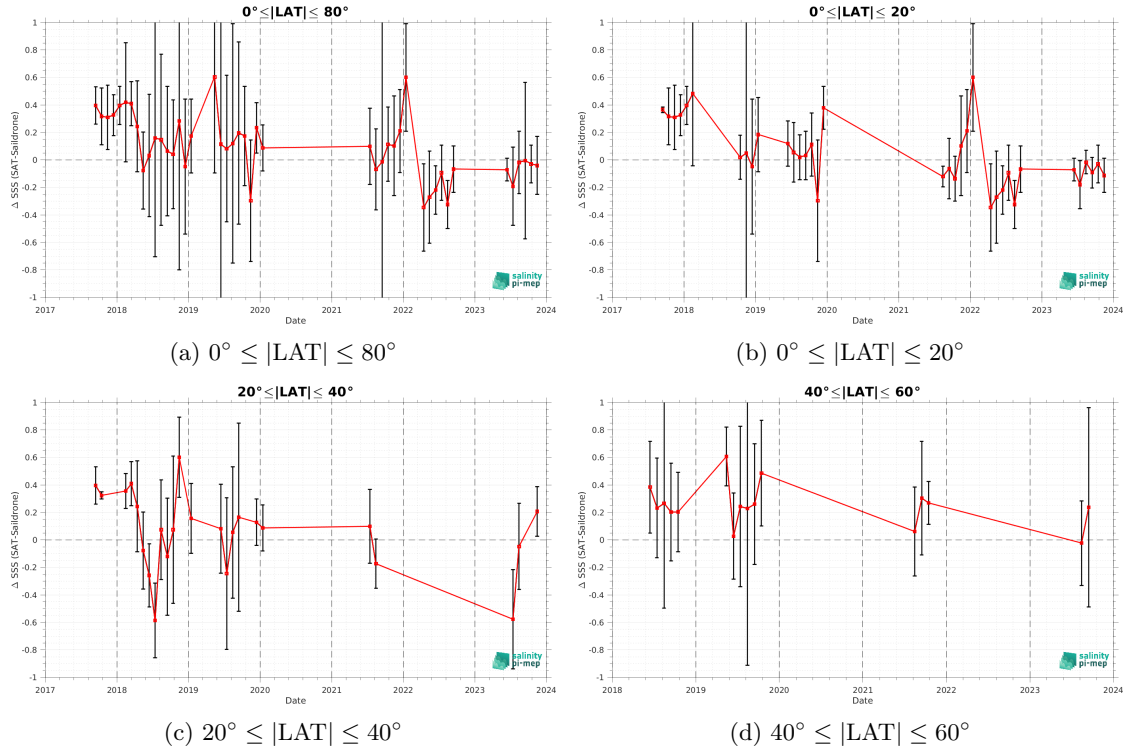 0°≤|LAT|≤ 80°
Δ SSS (SAT-Saildrone)
1
0.8
0.6
0.4
0.2
0
-0.2
-0.4
-0.6
-0.8
-1
salinity
pi-mep
2017 2018 2019 2020 2021 2022 2023 2024
Date
(a) 0° ≤ |LAT| ≤ 80°
0°≤|LAT|≤ 20°
Δ SSS (SAT-Saildrone)
1
0.8
0.6
0.4
0.2
0
-0.2
-0.4
-0.6
-0.8
-1
salinity
pi-mep
2017 2018 2019 2020 2021 2022 2023 2024
Date
(b) 0° ≤ |LAT| ≤ 20°
20°≤|LAT|≤ 40°
Δ SSS (SAT-Saildrone)
1
0.8
0.6
0.4
0.2
0
-0.2
-0.4
-0.6
-0.8
-1
salinity
pi-mep
2017 2018 2019 2020 2021 2022 2023 2024
Date
(c) 20° ≤ |LAT| ≤ 40°
40°≤|LAT|≤ 60°
Δ SSS (SAT-Saildrone)
1
0.8
0.6
0.4
0.2
0
-0.2
-0.4
-0.6
-0.8
-1
salinity
pi-mep
2018 2019 2020 2021 2022 2023 2024
Date
(d) 40° ≤ |LAT| ≤ 60°